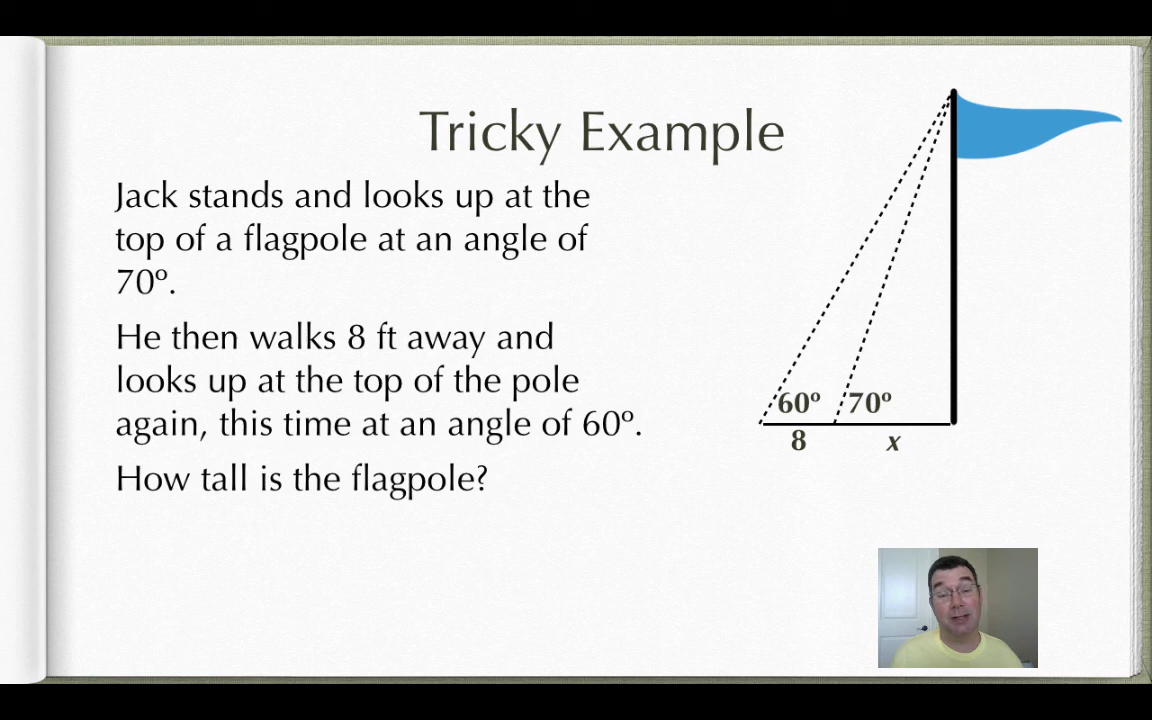 Tricky Example
Jack stands and looks up at the
top of a flagpole at an angle of
70º.
He then walks 8 ft away and
looks up at the top of the pole
again, this time at an angle of 60º.
How tall is the flagpole?
60º 70º
8 x